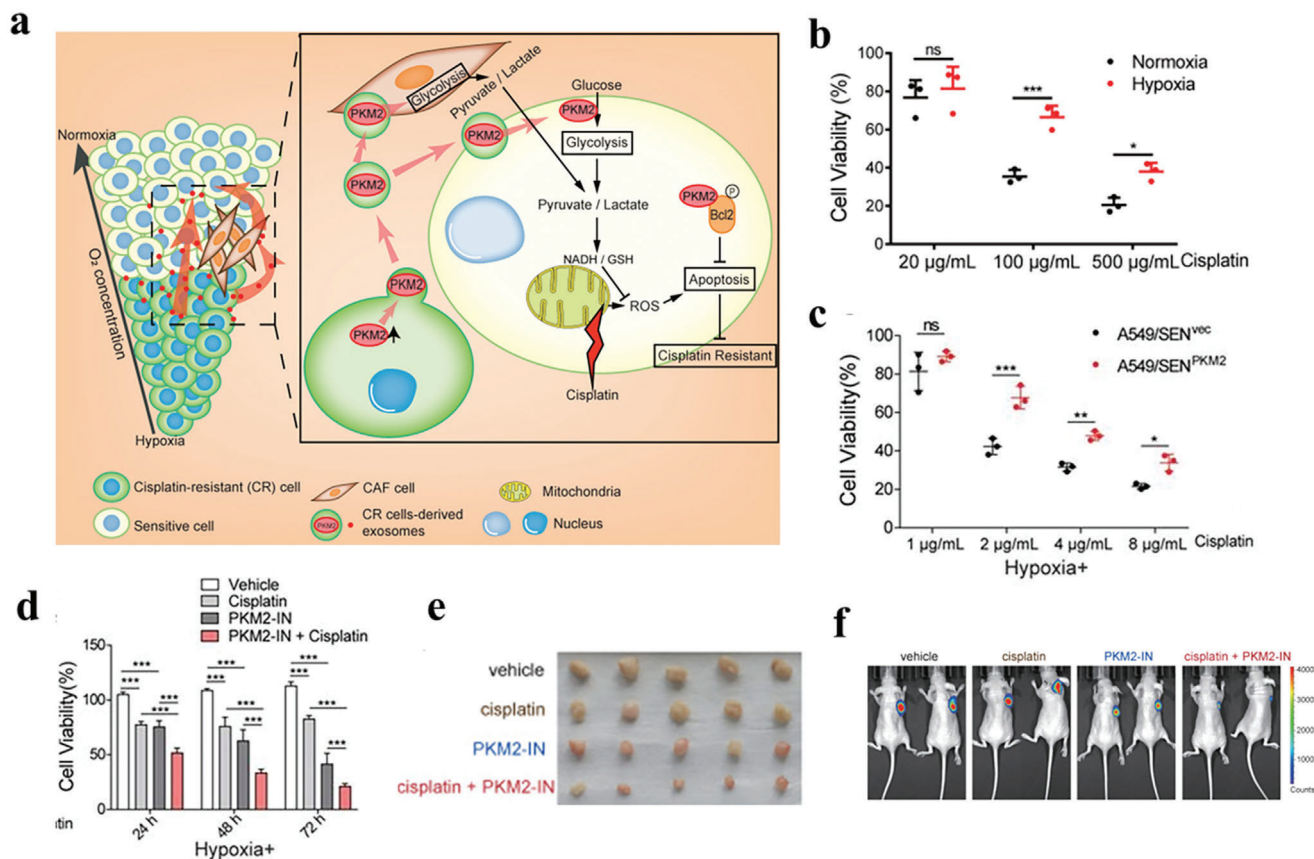 a
Normoxia
O₂ concentration
Hypoxia
PKM2
Glycolysis
Pyruvate / Lactate
Glucose
PKM2
PKM2
Glycolysis
PKM2
Pyruvate / Lactate
PKM2
P
Bcl2
NADH / GSH
Apoptosis
ROS
PKM2
PKM2
Cisplatin Resistant
Cisplatin
Cisplatin-resistant (CR) cell
Sensitive cell
CAF cell
PKM2
CR cells-derived
exosomes
Mitochondria
Nucleus
b
Cell Viability (%)
100
80
60
40
20
0
ns
***
*
Normoxia
Hypoxia
20 µg/mL 100 µg/mL 500 µg/mL Cisplatin
c
Cell Viability(%)
100
80
60
40
20
0
ns
***
**
*
A549/SENvec
A549/SENPKM2
1 µg/mL 2 µg/mL 4 µg/mL 8 µg/mL Cisplatin
Hypoxia+
d
Vehicle
Cisplatin
PKM2-IN
PKM2-IN + Cisplatin
Cell Viability(%)
150
100
50
0
*** *** *** ***
*** *** *** ***
*** *** *** ***
24 h 48 h 72 h
latin
Hypoxia+
e
vehicle
cisplatin
PKM2-IN
cisplatin + PKM2-IN
f
vehicle cisplatin PKM2-IN cisplatin + PKM2-IN
4000
3000
2000
1000
0
Counts